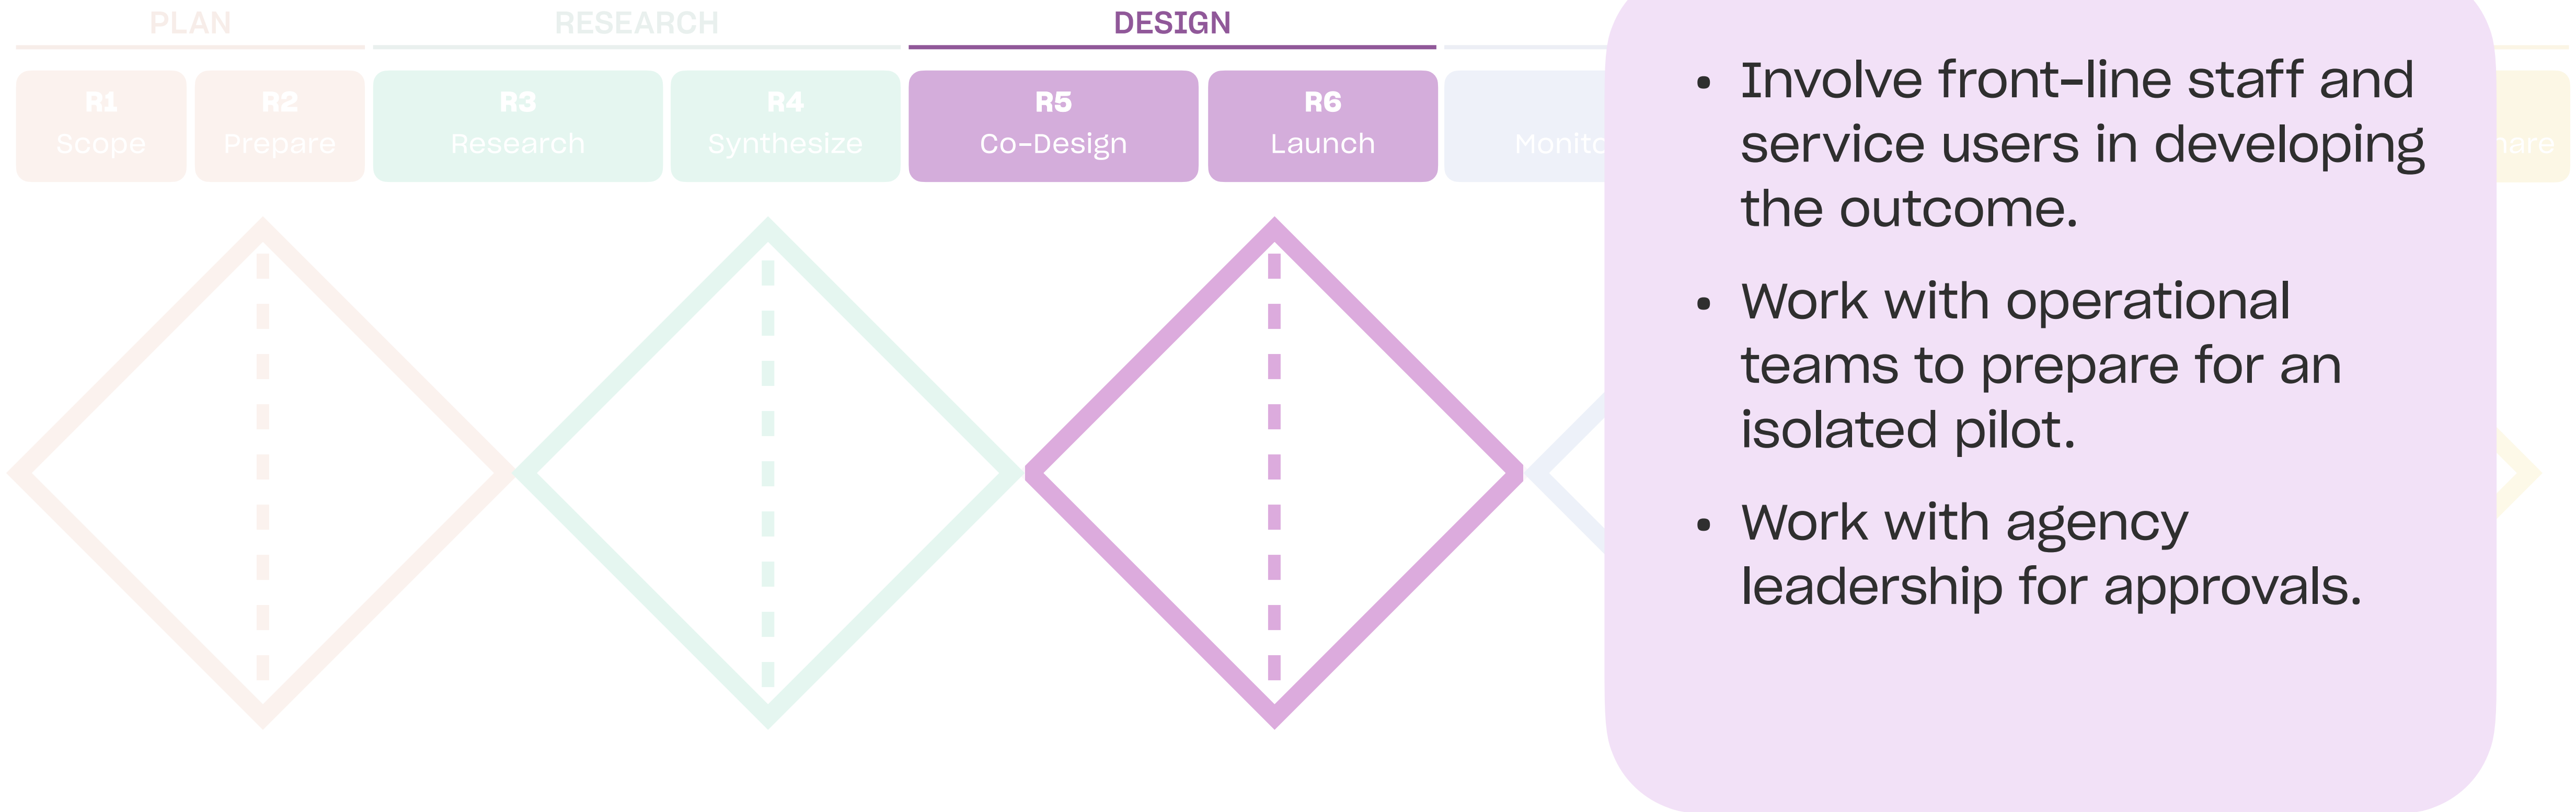 PLAN
RESEARCH
DESIGN
R1
Scope
R2
Prepare
R3
Research
R4
Synthesize
R5
Co-Design
R6
Launch
• Involve front-line staff and
service users in developing
the outcome.
• Work with operational
teams to prepare for an
isolated pilot.
• Work with agency
leadership for approvals.